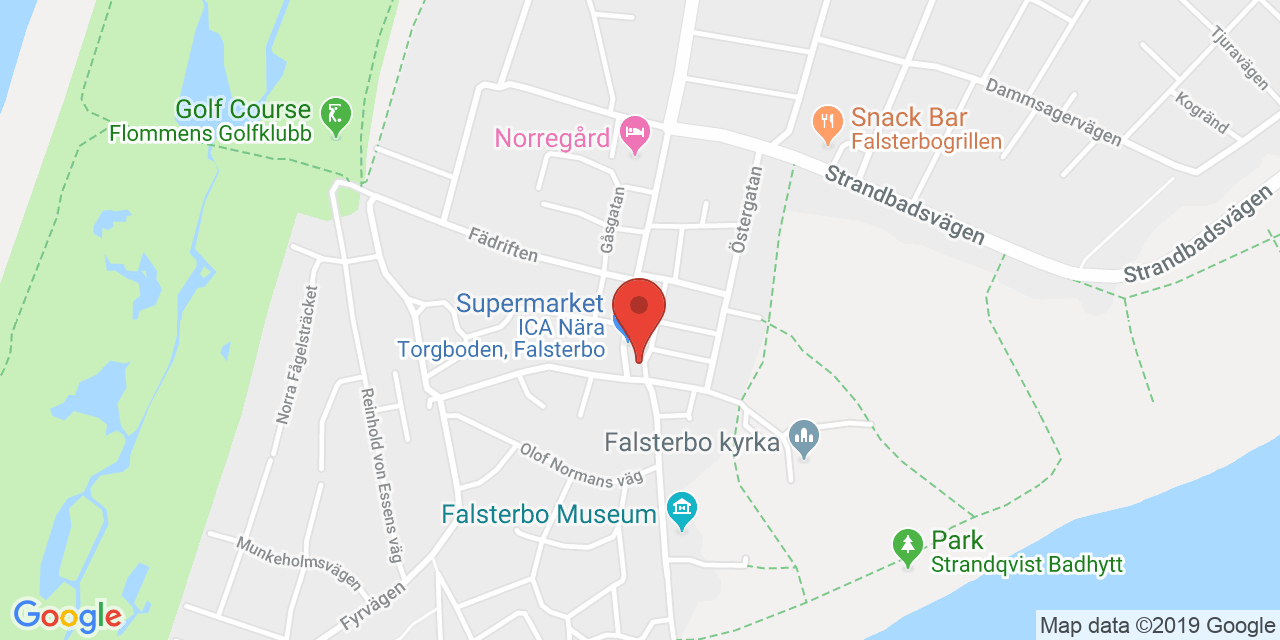 Tjuravägen
Dammsagervägen
Kogränd
Golf Course
Flommens Golfklubb
Norregård
Snack Bar
Falsterbogrillen
Strandbadsvägen
Strandbadsvägen
Östergatan
Gåsgatan
Fädriften
Norra Fågelsträcket
Supermarket
ICA Nära
Torgboden, Falsterbo
Reinhold von Essens väg
Olof Normans väg
Falsterbo kyrka
Falsterbo Museum
Park
Strandqvist Badhytt
Munkeholmsvägen
Fyrvägen
Google
Map data ©2019 Google